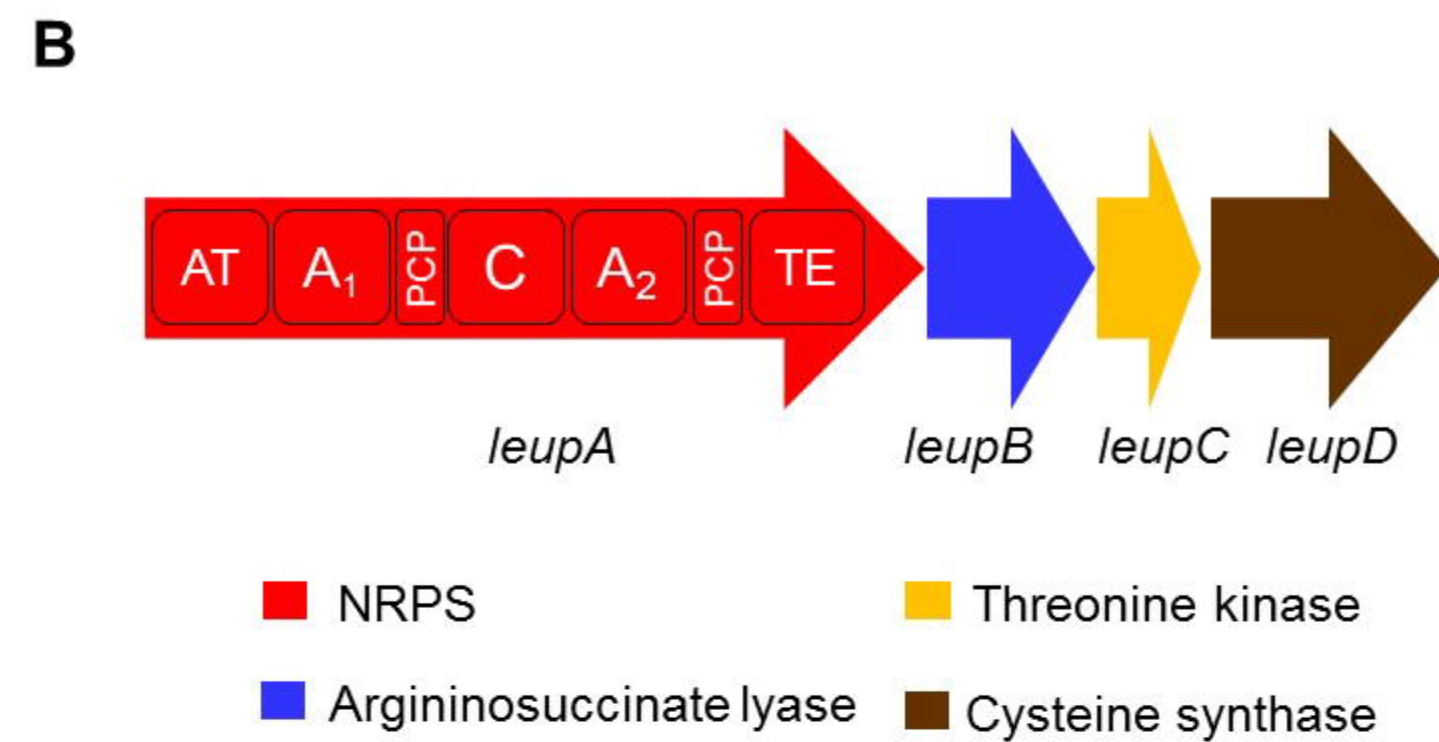 B
AT A₁ PCP C A₂ PCP TE
leupA leupB leupC leupD
NRPS Threonine kinase
Argininosuccinate lyase Cysteine synthase